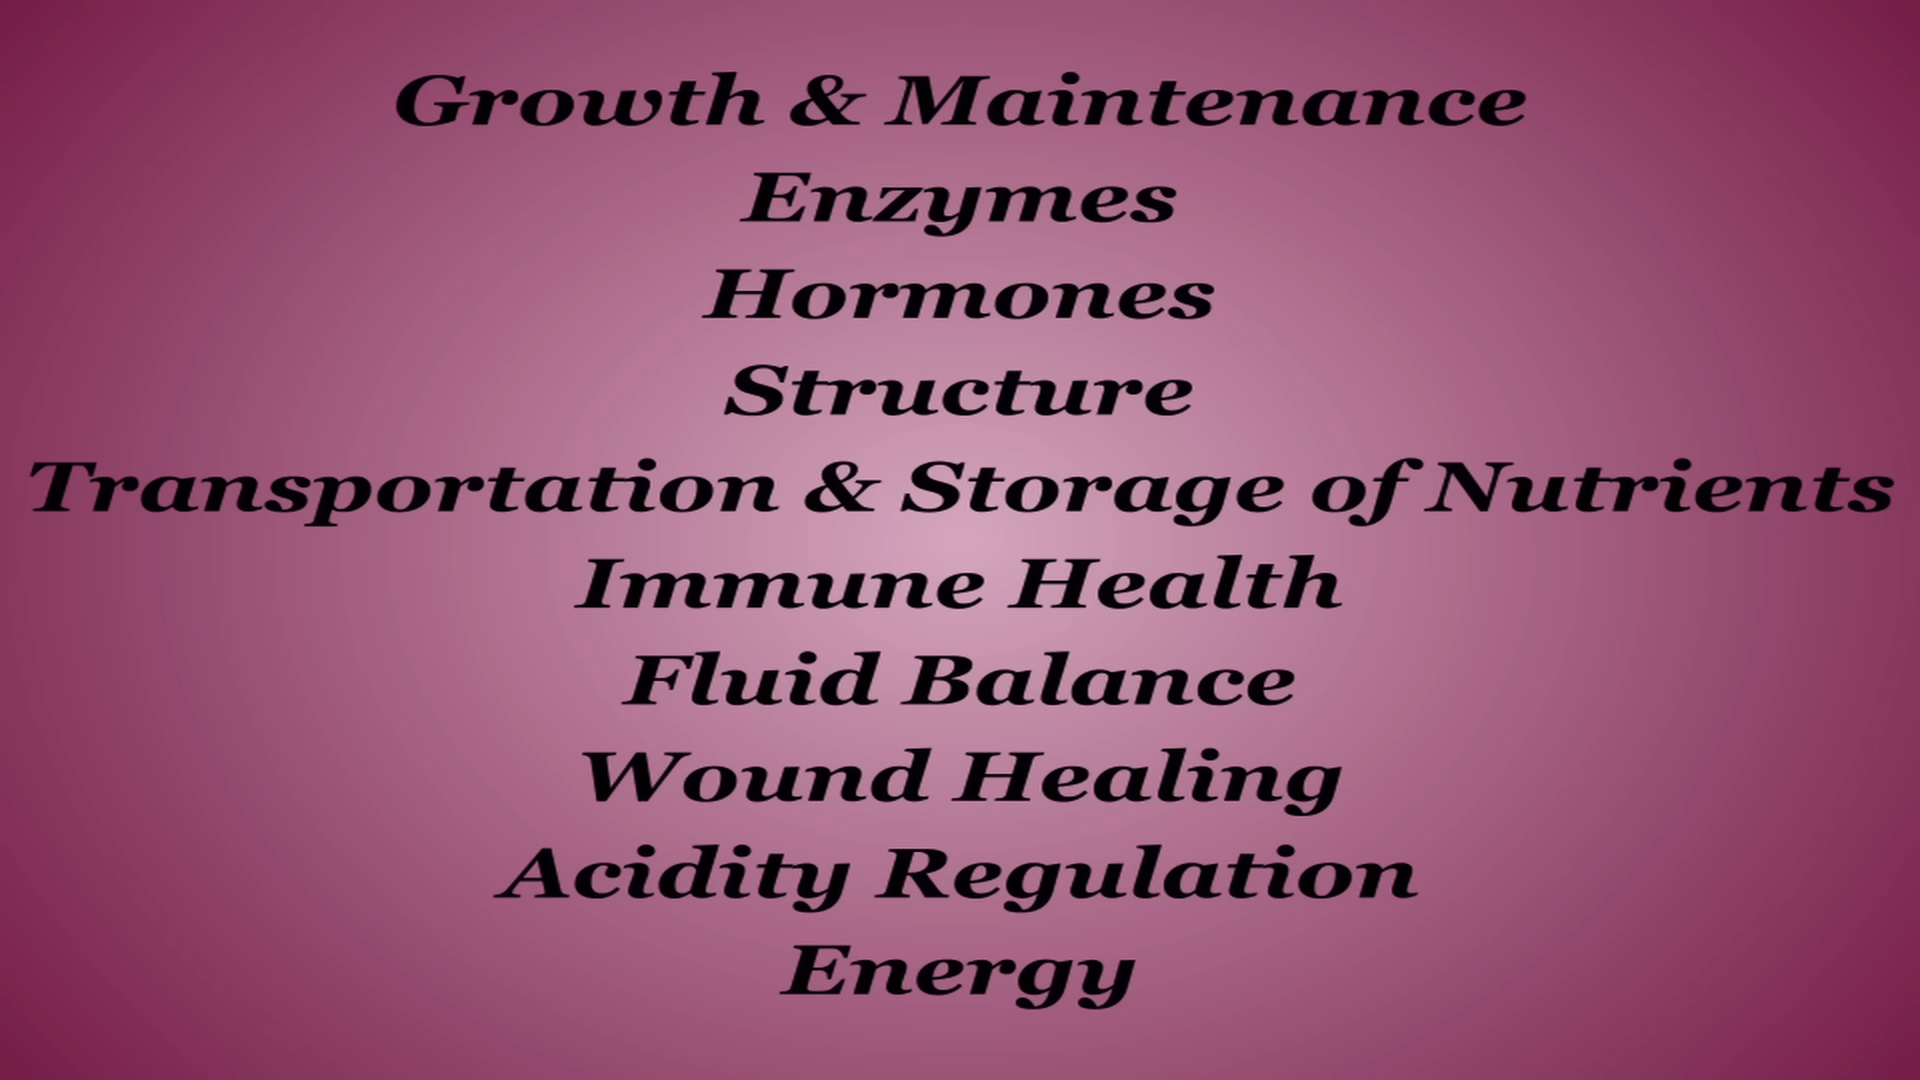 Growth & Maintenance
Enzymes
Hormones
Structure
Transportation & Storage of Nutrients
Immune Health
Fluid Balance
Wound Healing
Acidity Regulation
Energy